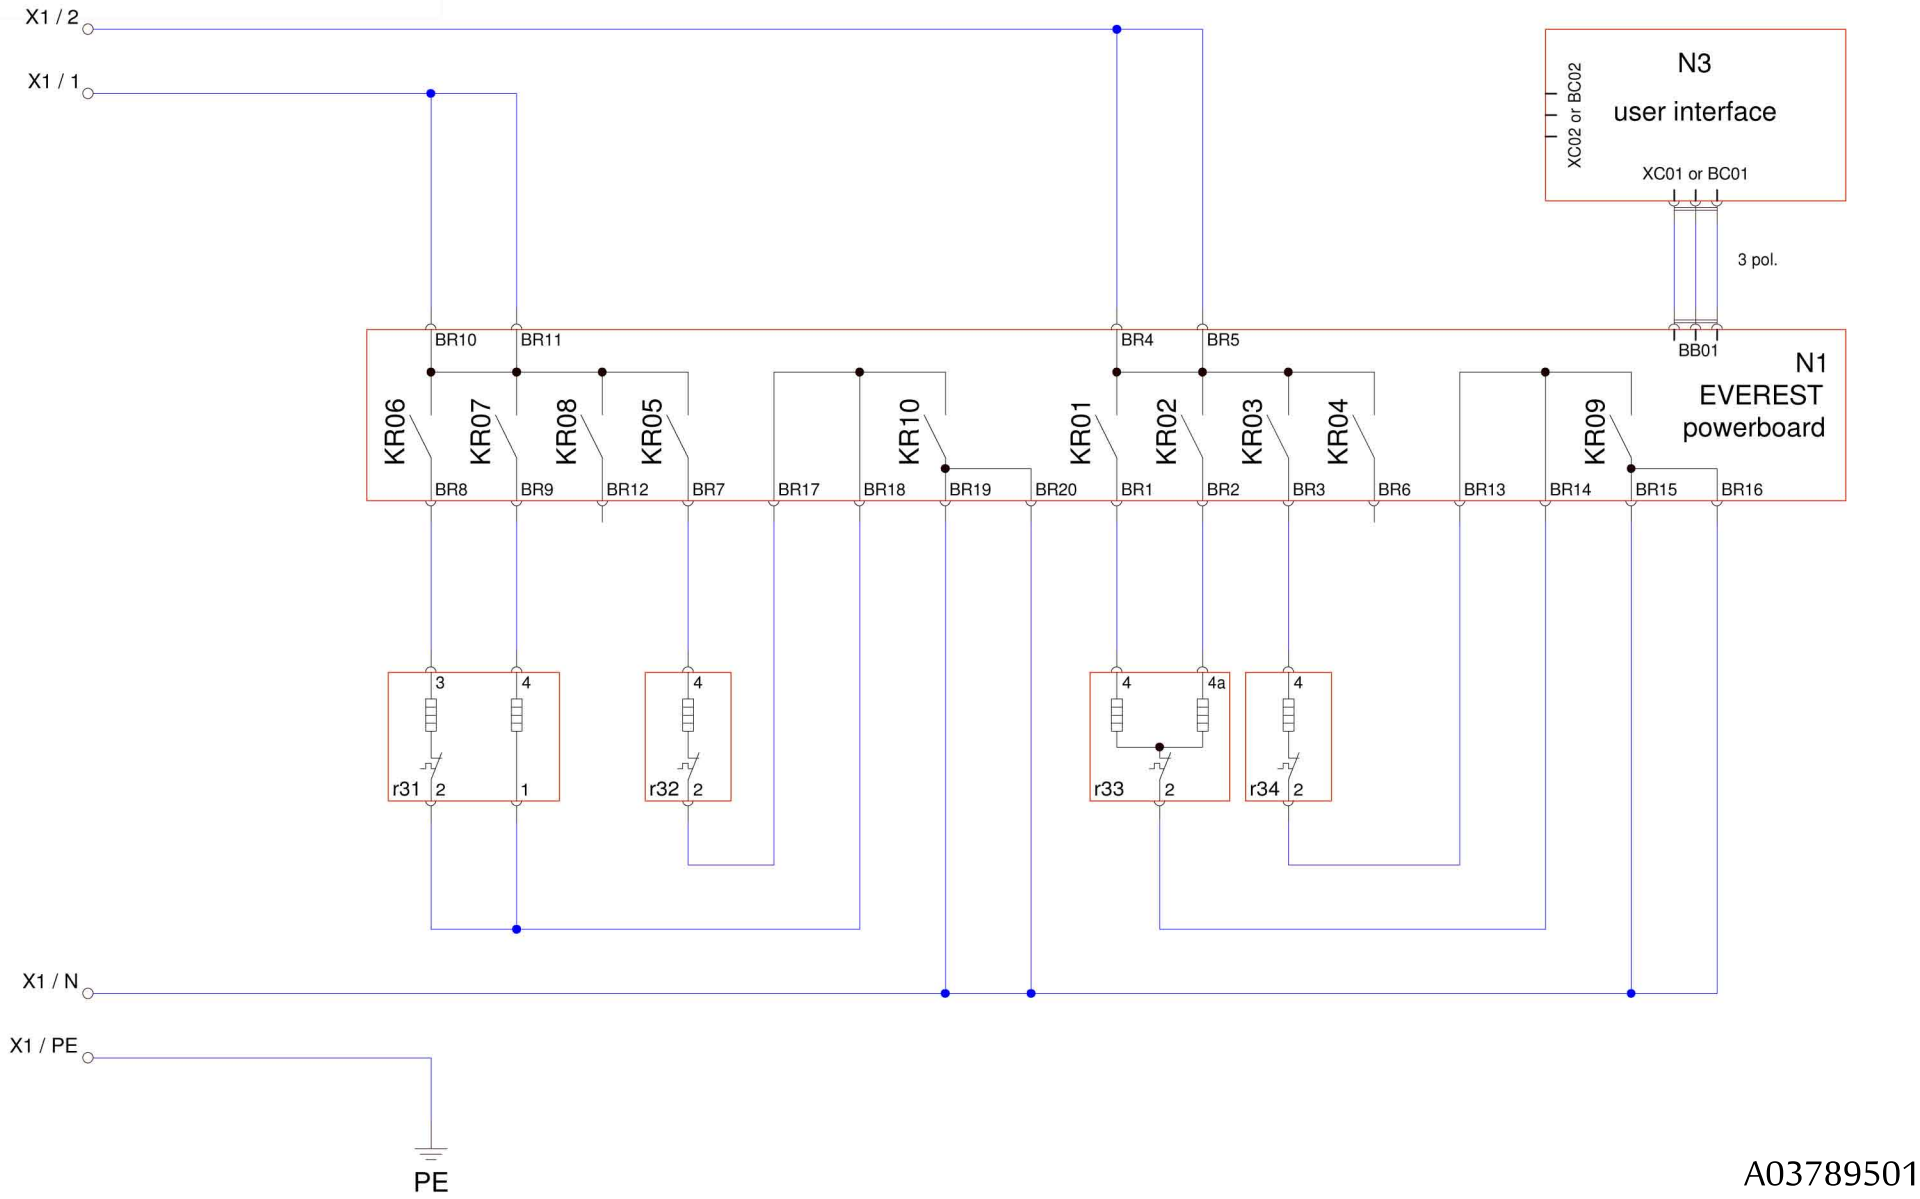 X1 / 2
X1 / 1
N3
user interface
XC02 or BC02
XC01 or BC01
3 pol.
BR10
BR11
BR4
BR5
BB01
N1
EVEREST
powerboard
KR06
KR07
KR08
KR05
KR10
KR01
KR02
KR03
KR04
KR09
BR8
BR9
BR12
BR7
BR17
BR18
BR19
BR20
BR1
BR2
BR3
BR6
BR13
BR14
BR15
BR16
3
4
4
4
4a
4
r31
2
1
r32
2
r33
2
r34
2
X1 / N
X1 / PE
PE
A03789501